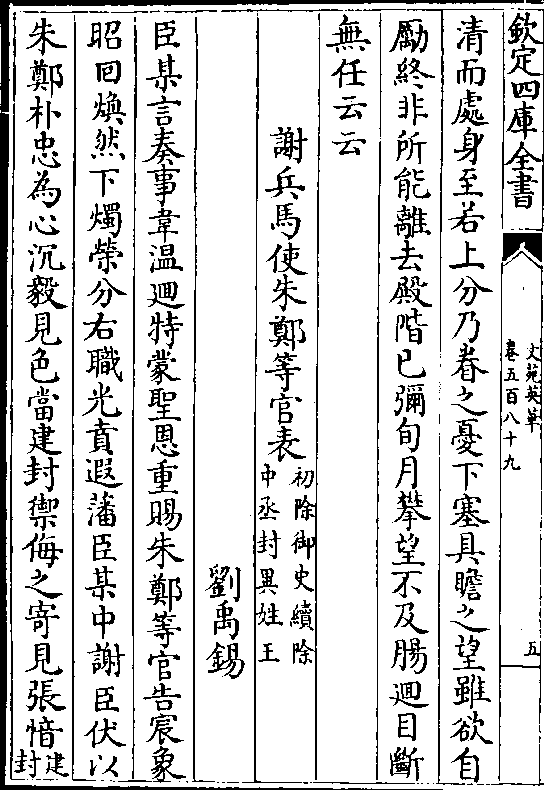 欽定四庫全書
文苑英華
卷五百八十九
五
清而處身至若上分乃眷之憂下塞具瞻之望雖欲自
勵終非所能離去殿階已彌旬月攀望不及腸迴目斷
無任云云
謝兵馬使朱鄭等官表
初除御史續除
中丞封異姓王
劉禹錫
臣某言奏事韋溫迴特蒙聖恩重賜朱鄭等官告宸象
昭回煥然下燭榮分右職光賁遐藩臣某中謝臣伏以
朱鄭朴忠為心沉毅見色當建封禦侮之寄見張愔建封